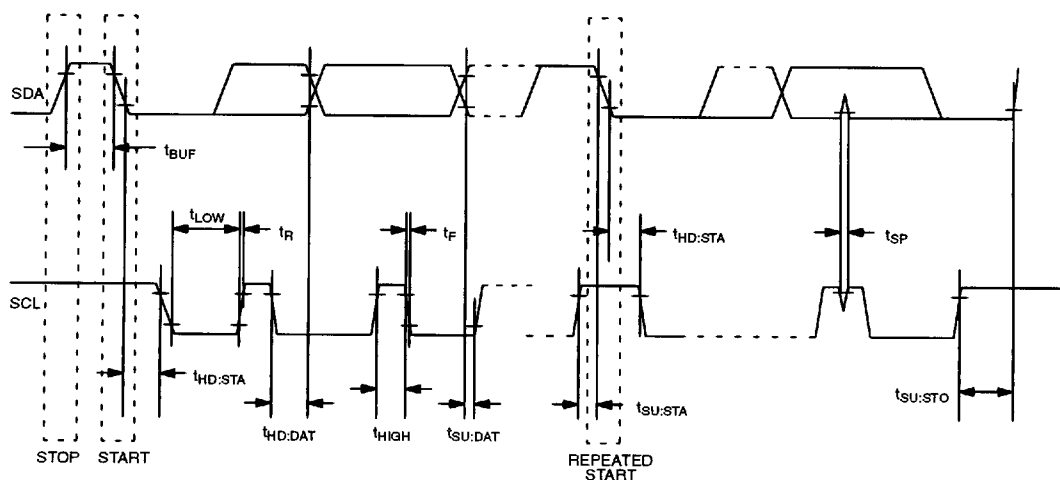 SDA
tBUF
tLOW
tR
tF
tHD:STA
tSP
SCL
tHD:STA
tHD:DAT
tHIGH
tSU:DAT
tSU:STA
tSU:STO
STOP
START
REPEATED
START